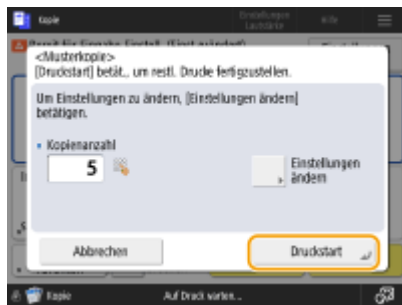 Kopie
Hilfe
<Musterkopie>
[Druckstart] betät., um restl. Drucke fertigzustellen.
Um Einstellungen zu ändern, [Einstellungen ändern]
betätigen.
Kopienanzahl
5
Einstellungen
ändern
Abbrechen
Druckstart
Kopie
Auf Druck warten...